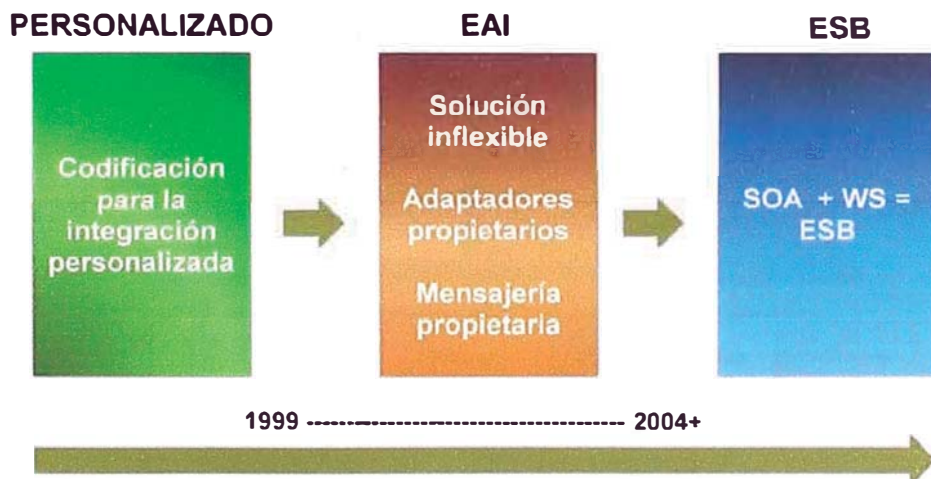 PERSONALIZADO
EAI
ESB
Codificación
para la
integración
personalizada
Solución
inflexible
Adaptadores
propietarios
Mensajería
propietaria
SOA + WS =
ESB
1999 ------------------------------------ 2004+